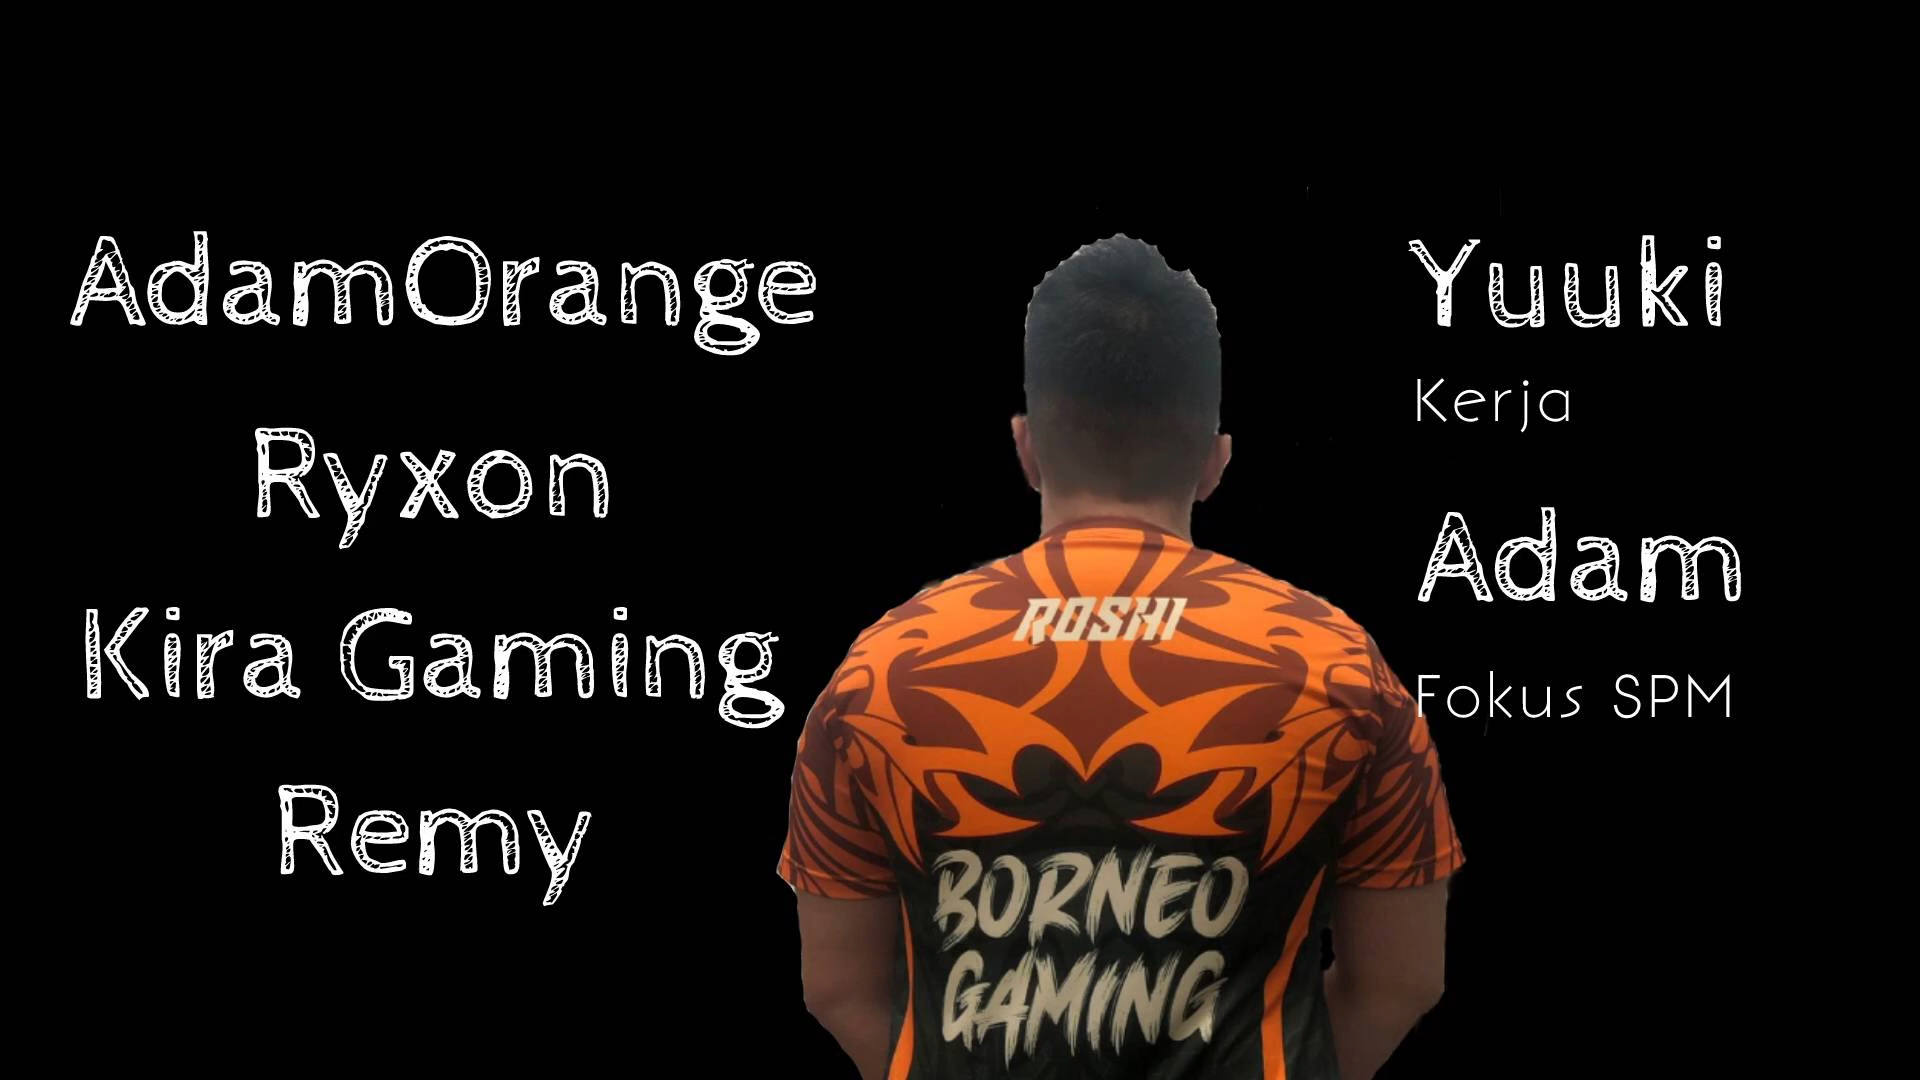 AdamOrange
Ryxon
Kira Gaming
Remy
ROSHI
BORNEO
GAMING
Yuuki
Kerja
Adam
Fokus SPM